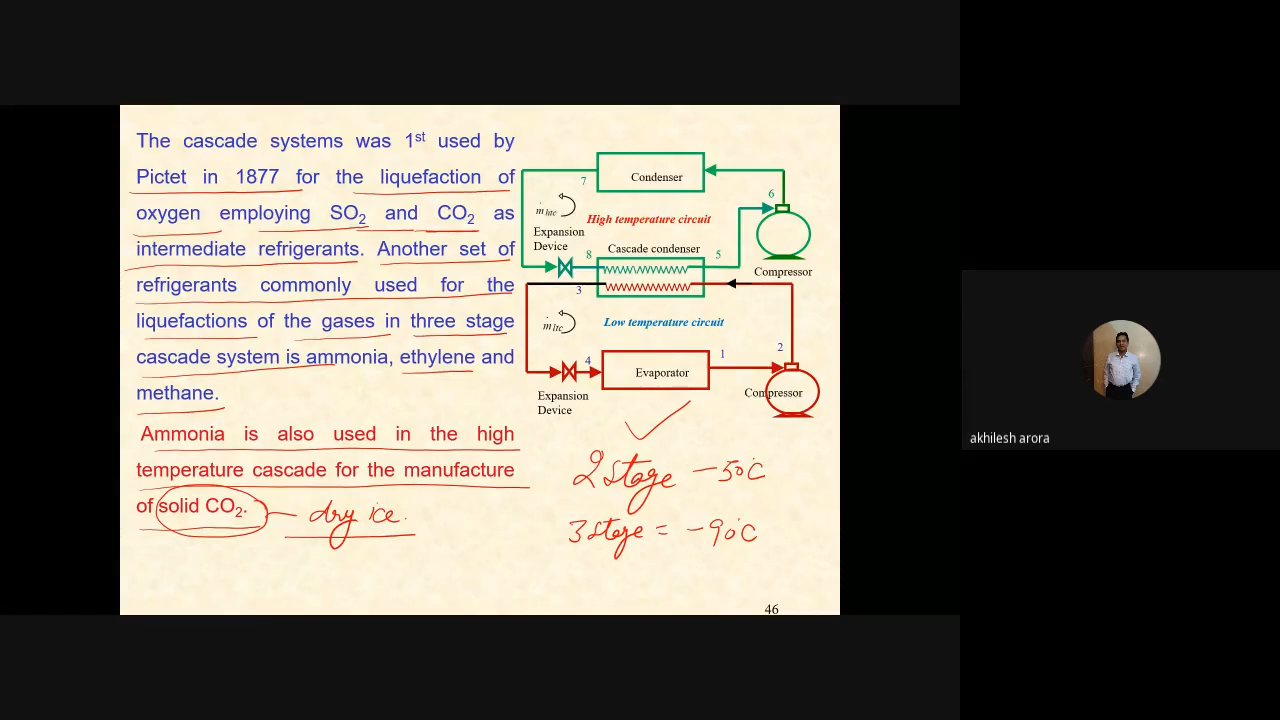 The cascade systems was 1st used by
Pictet in 1877 for the liquefaction of
oxygen employing SO2 and CO2 as
intermediate refrigerants. Another set of
refrigerants commonly used for the
liquefactions of the gases in three stage
cascade system is ammonia, ethylene and
methane.
Ammonia is also used in the high
temperature cascade for the manufacture
of solid CO2.
dry ice.
Condenser
7
6
ṁhtc
High temperature circuit
Expansion
Device
Cascade condenser
8
5
Compressor
3
ṁltc
Low temperature circuit
4
1
2
Evaporator
Expansion
Device
Compressor
2 Stage -50°C
3 Stage = -90°C
46
akhilesh arora